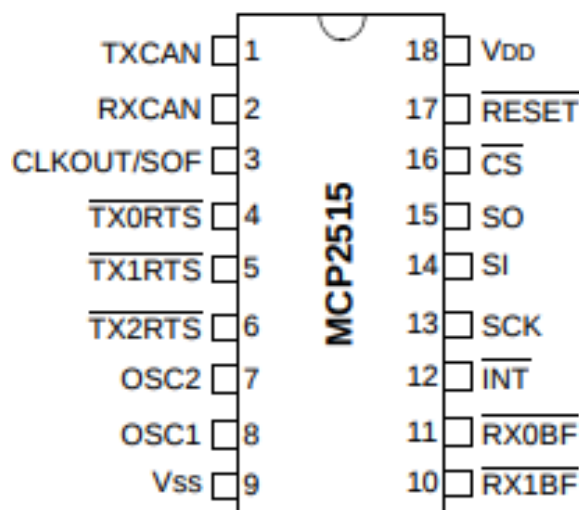 TXCAN 1 18 VDD
RXCAN 2 17 RESET
CLKOUT/SOF 3 16 CS
TX0RTS 4 15 SO
TX1RTS 5 14 SI
TX2RTS 6 13 SCK
OSC2 7 12 INT
OSC1 8 11 RX0BF
Vss 9 10 RX1BF
MCP2515